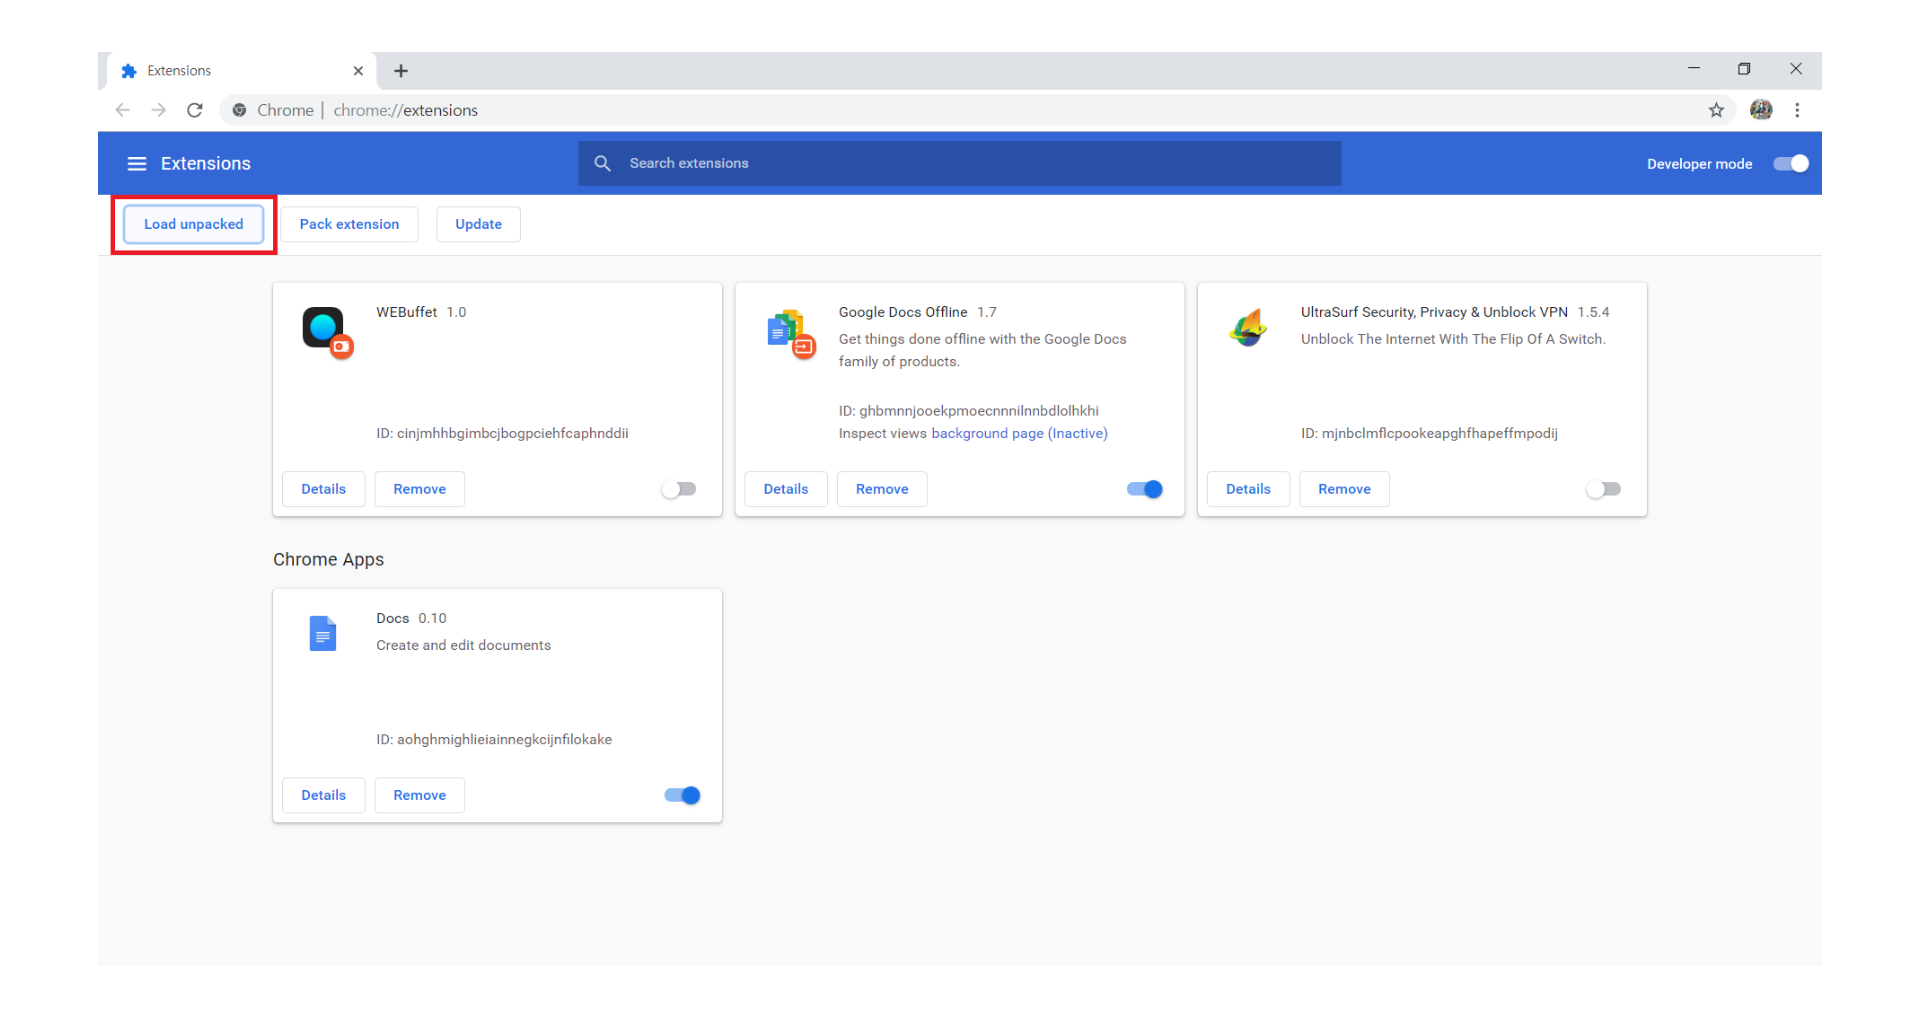 Extensions
Chrome | chrome://extensions
Extensions
Search extensions
Developer mode
Load unpacked
Pack extension
Update
WEBuffet 1.0
ID: cinjmhhbgimbcjbogpciehfcaphnddii
Details
Remove
Google Docs Offline 1.7
Get things done offline with the Google Docs
family of products.
ID: ghbmnnjooekpmoecnnnilnnbdlolhkhi
Inspect views background page (Inactive)
Details
Remove
UltraSurf Security, Privacy & Unblock VPN 1.5.4
Unblock The Internet With The Flip Of A Switch.
ID: mjnbclmflcpookeapghfhapeffmpodij
Details
Remove
Chrome Apps
Docs 0.10
Create and edit documents
ID: aohghmighlieiainnegkcijnfilokake
Details
Remove